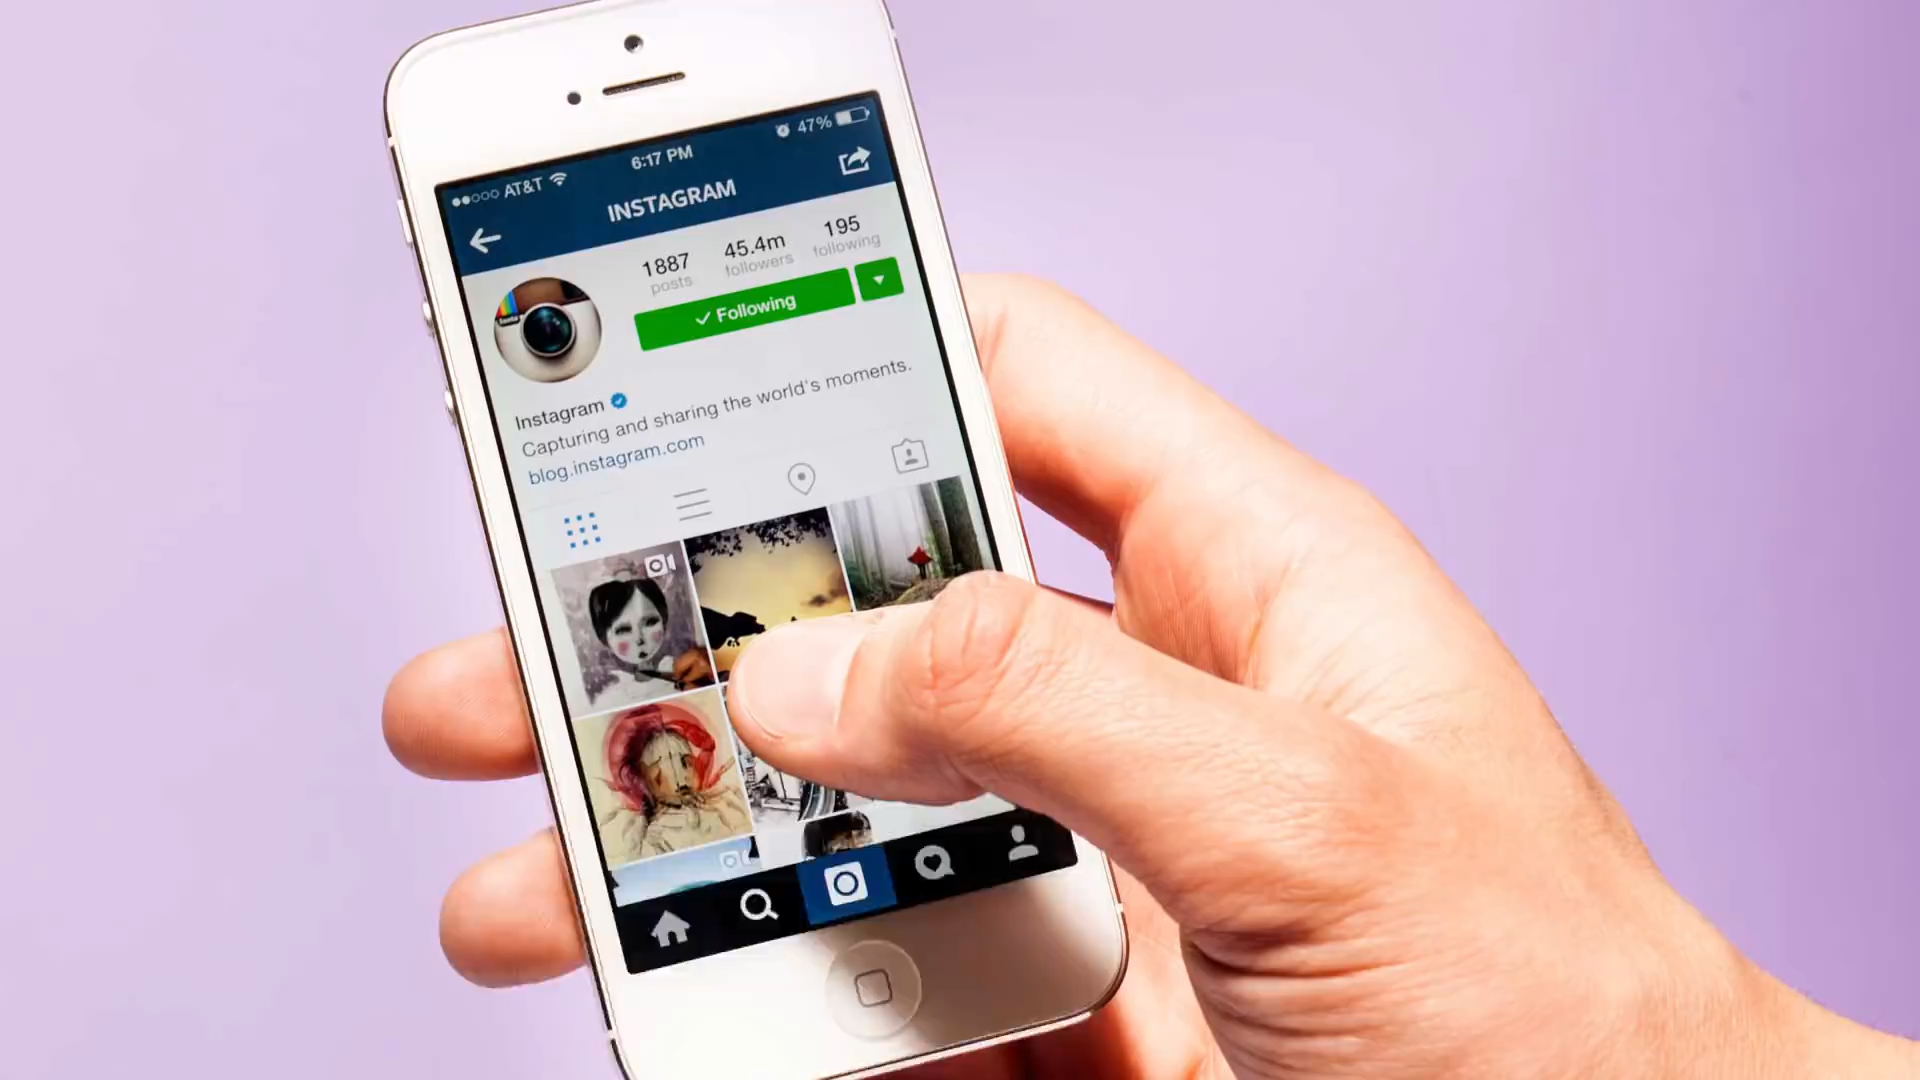 AT&T 6:17 PM 47%
INSTAGRAM
1887 45.4m 195
posts followers following
Following
Instagram
Capturing and sharing the world's moments.
blog.instagram.com